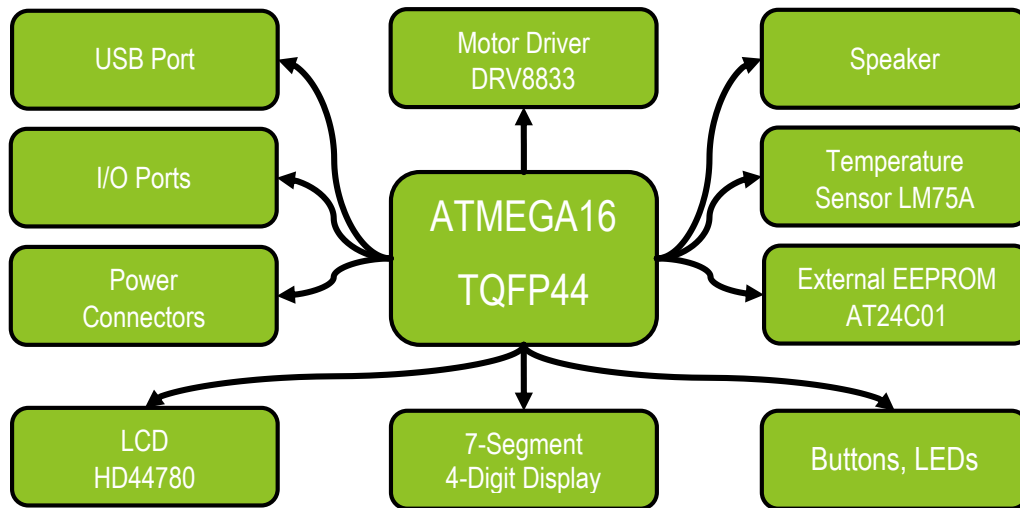 USB Port
Motor Driver
DRV8833
Speaker
I/O Ports
Temperature
Sensor LM75A
ATMEGA16
TQFP44
Power
Connectors
External EEPROM
AT24C01
LCD
HD44780
7-Segment
4-Digit Display
Buttons, LEDs